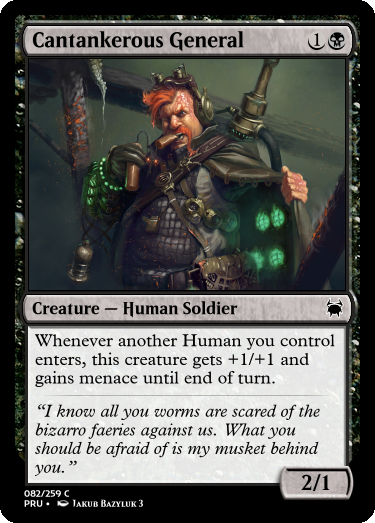 Cantankerous General 1
Creature — Human Soldier
Whenever another Human you control
enters, this creature gets +1/+1 and
gains menace until end of turn.
“I know all you worms are scared of the
bizarro faeries against us. What you
should be afraid of is my musket behind
you.”
2/1
082/259 C
PRU • Jakub Bazyluk 3